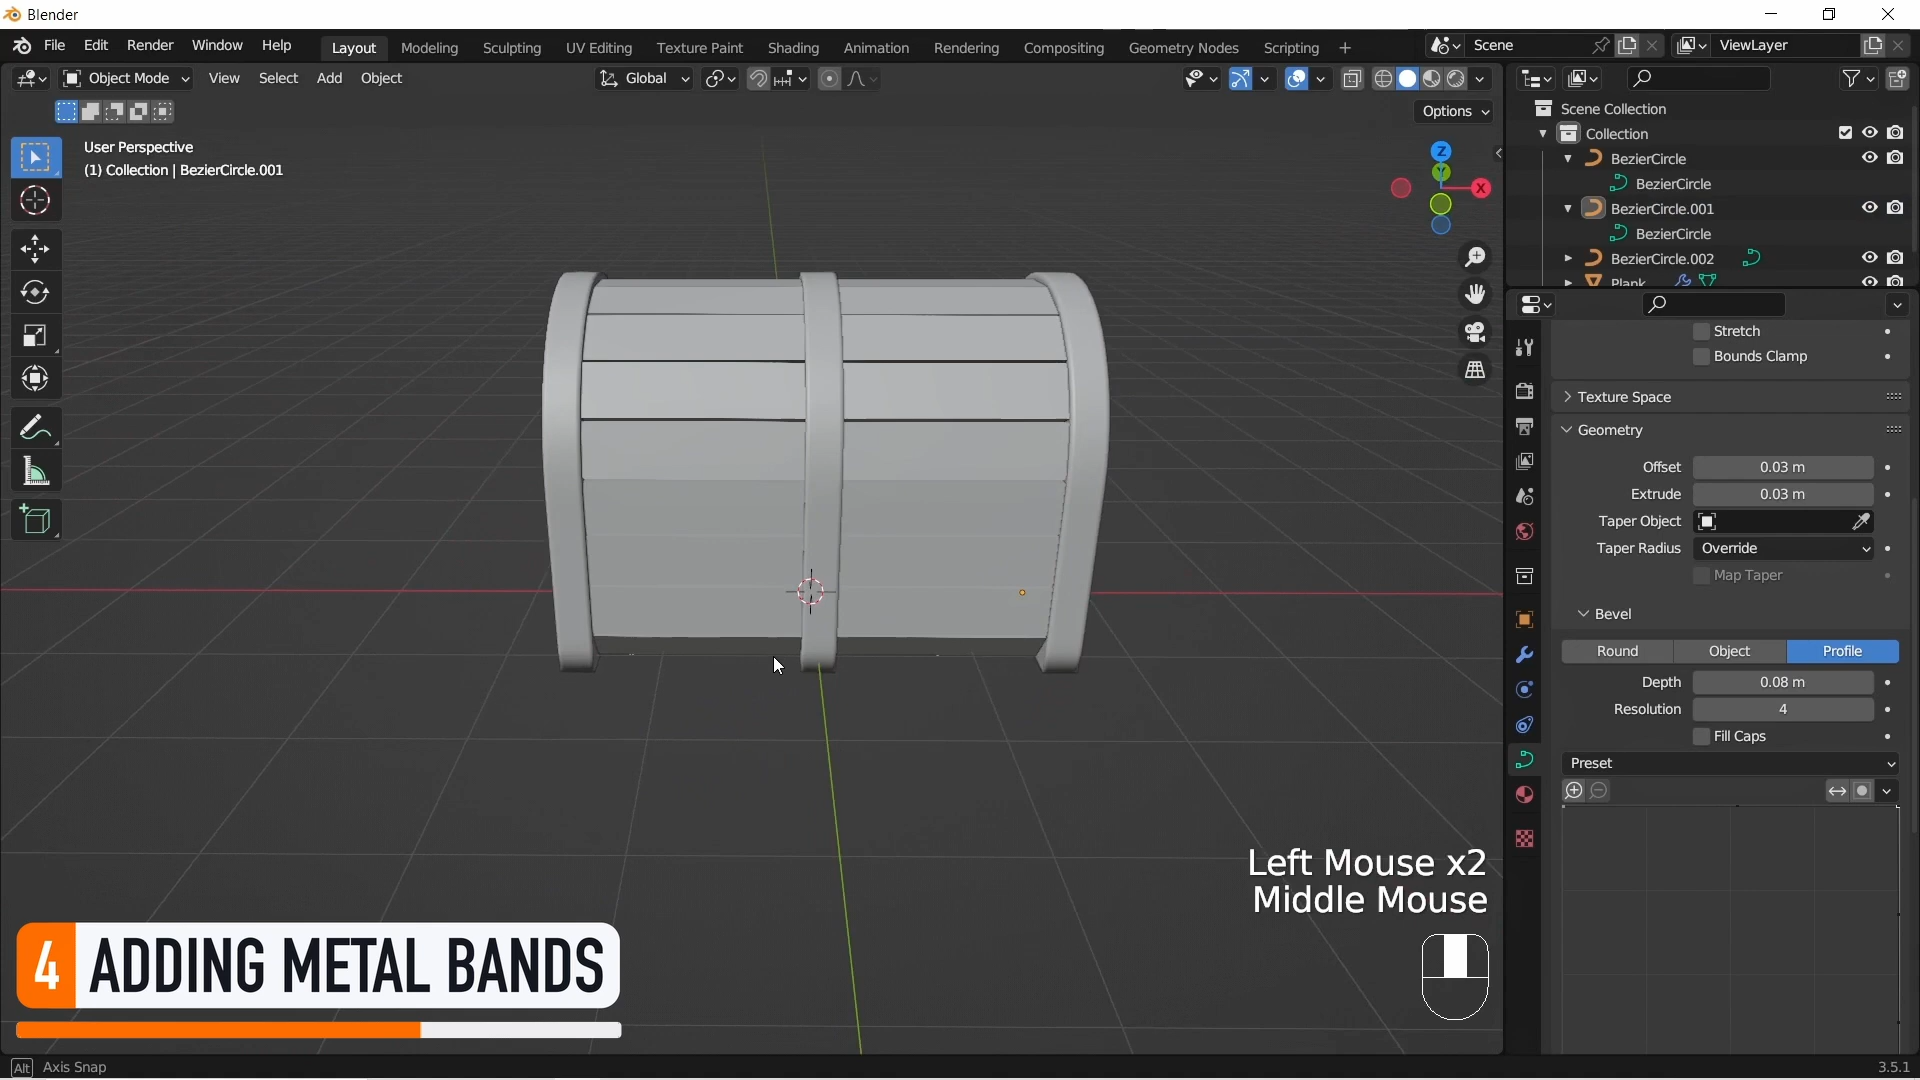 Blender
File Edit Render Window Help Layout Modeling Sculpting UV Editing Texture Paint Shading Animation Rendering Compositing Geometry Nodes Scripting + Scene ViewLayer
Object Mode View Select Add Object Global
Options
User Perspective
(1) Collection | BezierCircle.001
Z
Y
X
Scene Collection
Collection
BezierCircle
BezierCircle
BezierCircle.001
BezierCircle
BezierCircle.002
Plank
Stretch
Bounds Clamp
Texture Space
Geometry
Offset 0.03 m
Extrude 0.03 m
Taper Object
Taper Radius Override
Map Taper
Bevel
Round Object Profile
Depth 0.08 m
Resolution 4
Fill Caps
Preset
Left Mouse x2
Middle Mouse
4 ADDING METAL BANDS
Alt Axis Snap
3.5.1